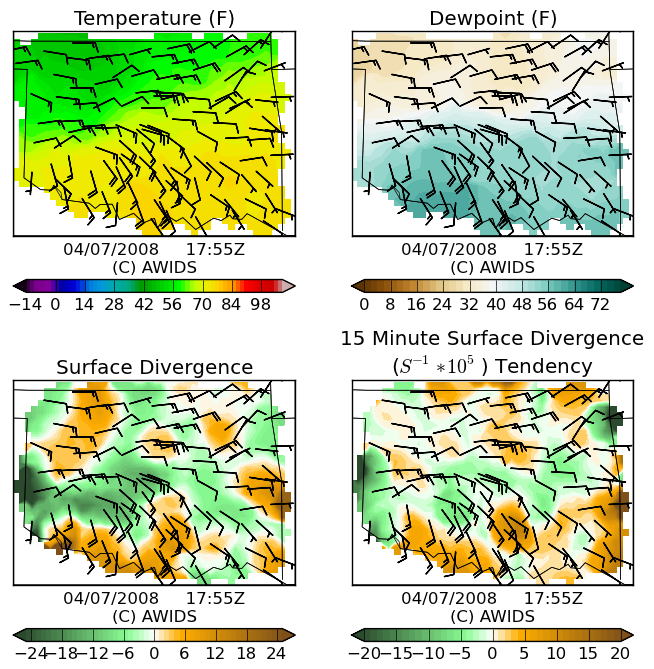 Temperature (F)
Dewpoint (F)
04/07/2008 17:55Z
(C) AWIDS
04/07/2008 17:55Z
(C) AWIDS
−14 0 14 28 42 56 70 84 98
0 8 16 24 32 40 48 56 64 72
Surface Divergence
15 Minute Surface Divergence
(S⁻¹ *10⁵ ) Tendency
04/07/2008 17:55Z
(C) AWIDS
04/07/2008 17:55Z
(C) AWIDS
−24 −18 −12 −6 0 6 12 18 24
−20 −15 −10 −5 0 5 10 15 20